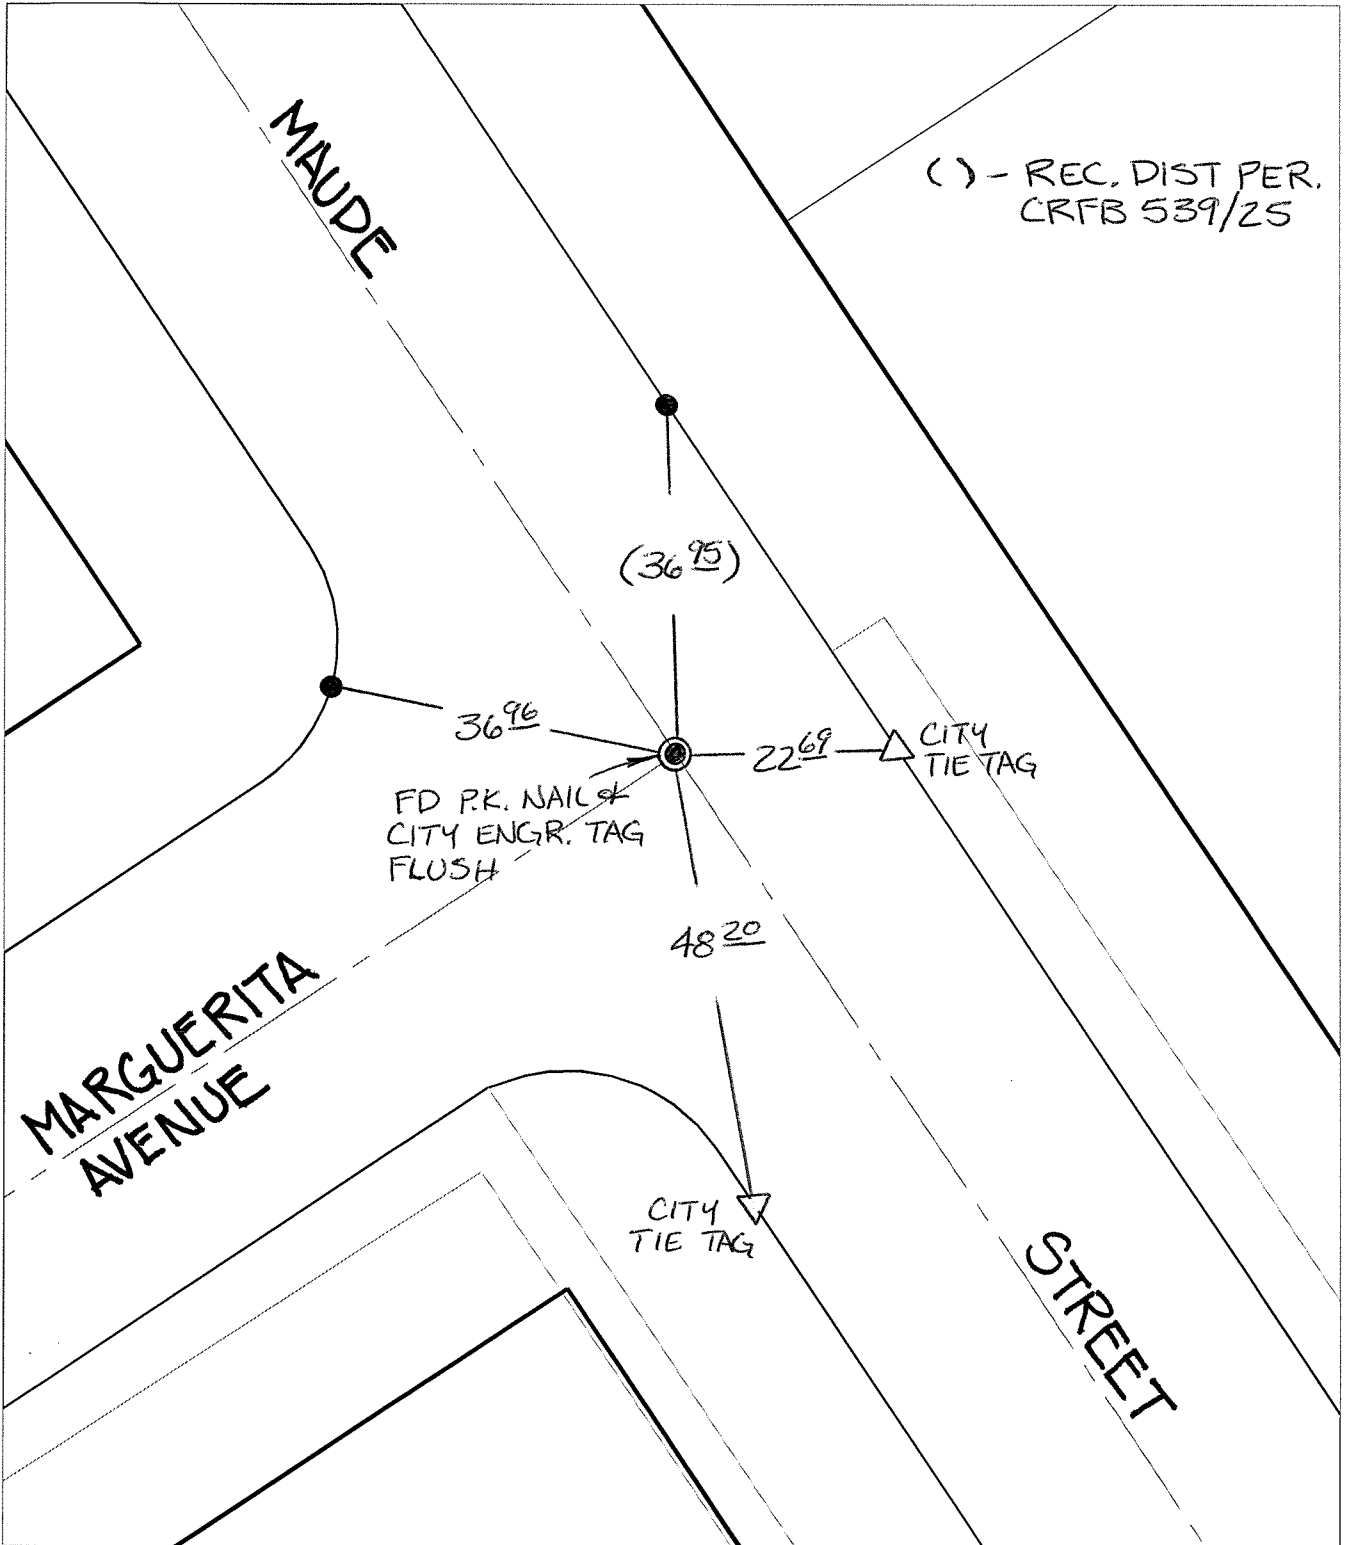 MAUDE
( ) - REC. DIST PER.
CRFB 539/25
(36 95)
36 96
22 69
CITY
TIE TAG
FD P.K. NAIL &
CITY ENGR. TAG
FLUSH
48 20
MARGUERITA
AVENUE
CITY
TIE TAG
STREET